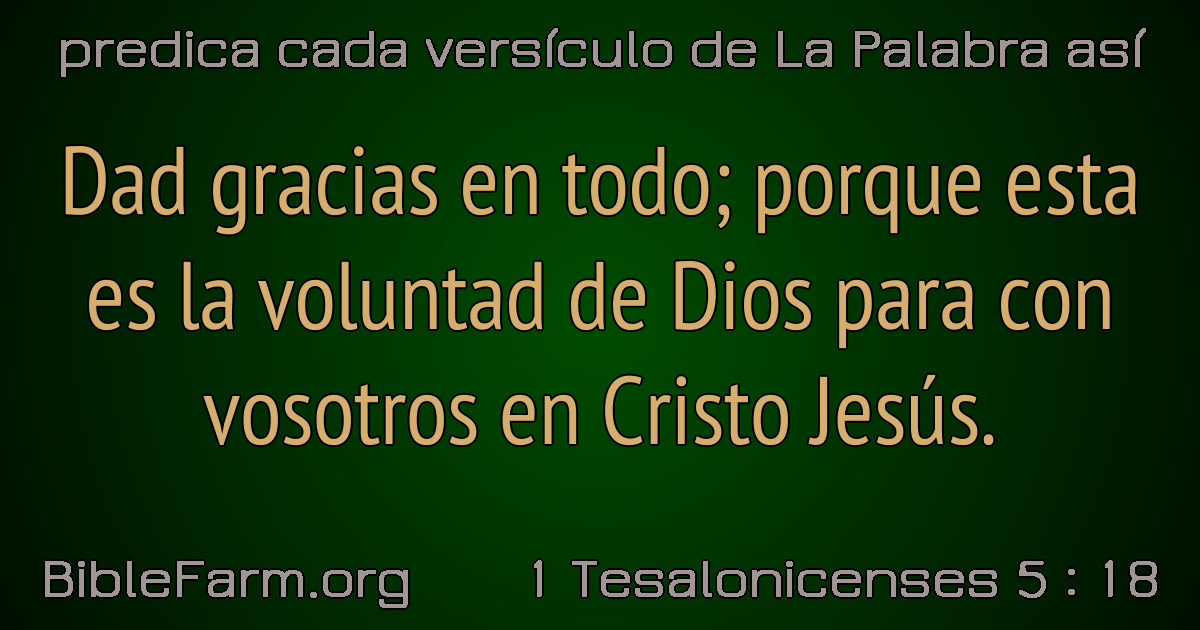 predica cada versículo de La Palabra así
Dad gracias en todo; porque esta
es la voluntad de Dios para con
vosotros en Cristo Jesús.
BibleFarm.org 1 Tesalonicenses 5 : 18